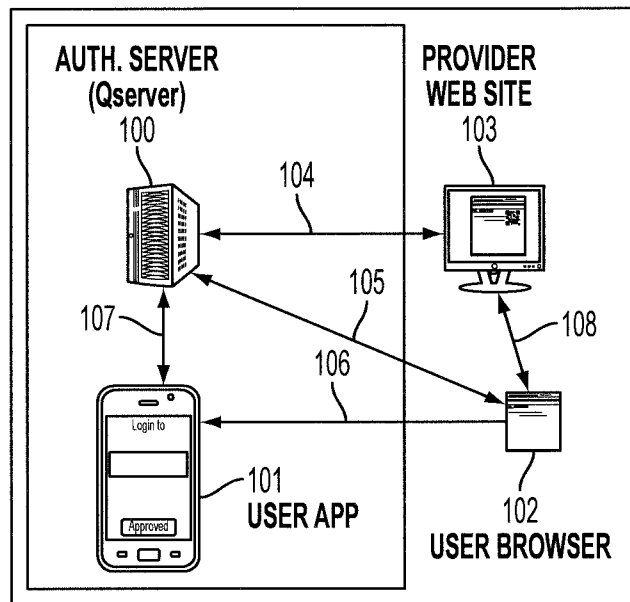 AUTH. SERVER
(Qserver)
100
PROVIDER
WEB SITE
103
104
105
107
108
106
Login to
Approved
101
USER APP
102
USER BROWSER